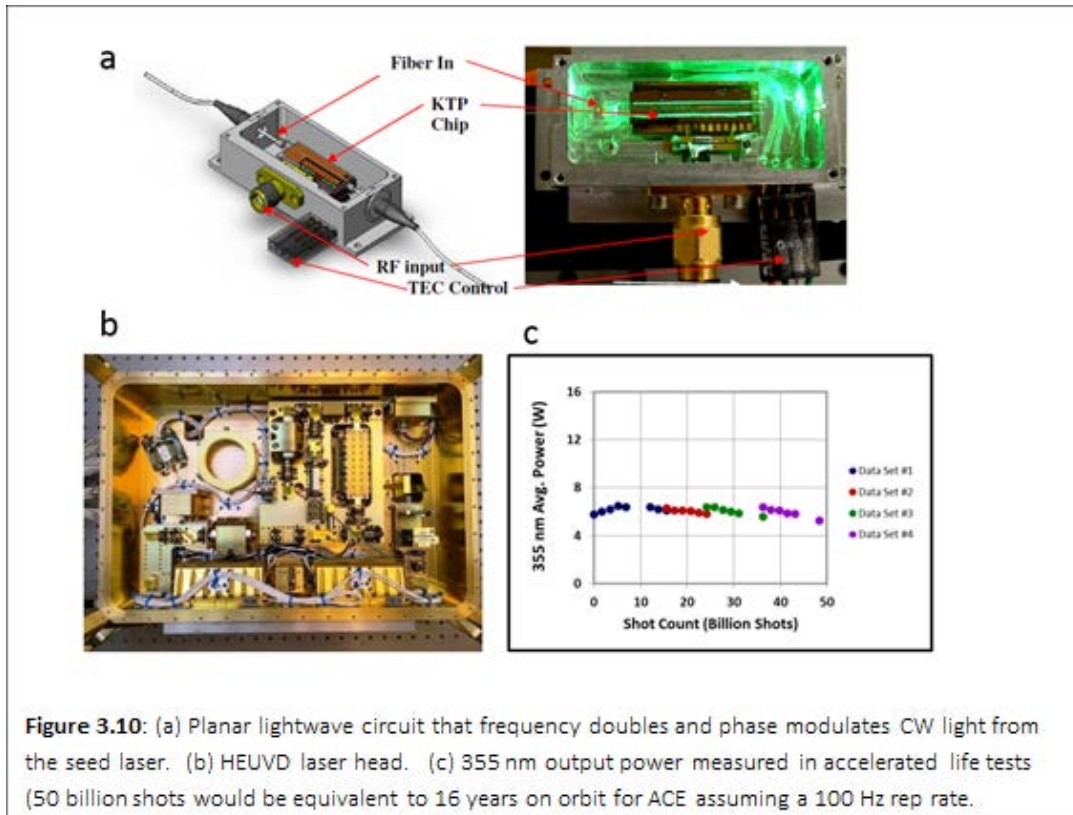 a
Fiber In
KTP
Chip
RF input
TEC Control
b
c
16
12
8
4
0
355 nm Avg. Power (W)
0 10 20 30 40 50
Shot Count (Billion Shots)
Data Set #1
Data Set #2
Data Set #3
Data Set #4
Figure 3.10: (a) Planar lightwave circuit that frequency doubles and phase modulates CW light from
the seed laser. (b) HEUVD laser head. (c) 355 nm output power measured in accelerated life tests
(50 billion shots would be equivalent to 16 years on orbit for ACE assuming a 100 Hz rep rate.